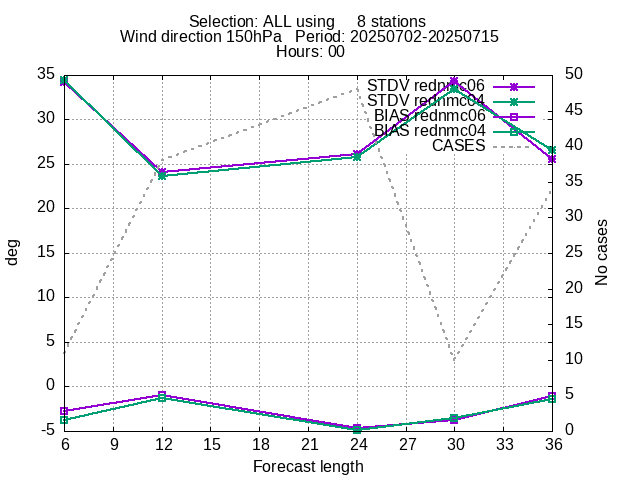 Selection: ALL using     8 stations
Wind direction 150hPa   Period: 20250702-20250715
Hours: 00
STDV rednmc06
STDV rednmc04
BIAS rednmc06
BIAS rednmc04
CASES
35
30
25
20
15
10
5
0
-5
deg
50
45
40
35
30
25
20
15
10
5
0
No cases
6 9 12 15 18 21 24 27 30 33 36
Forecast length